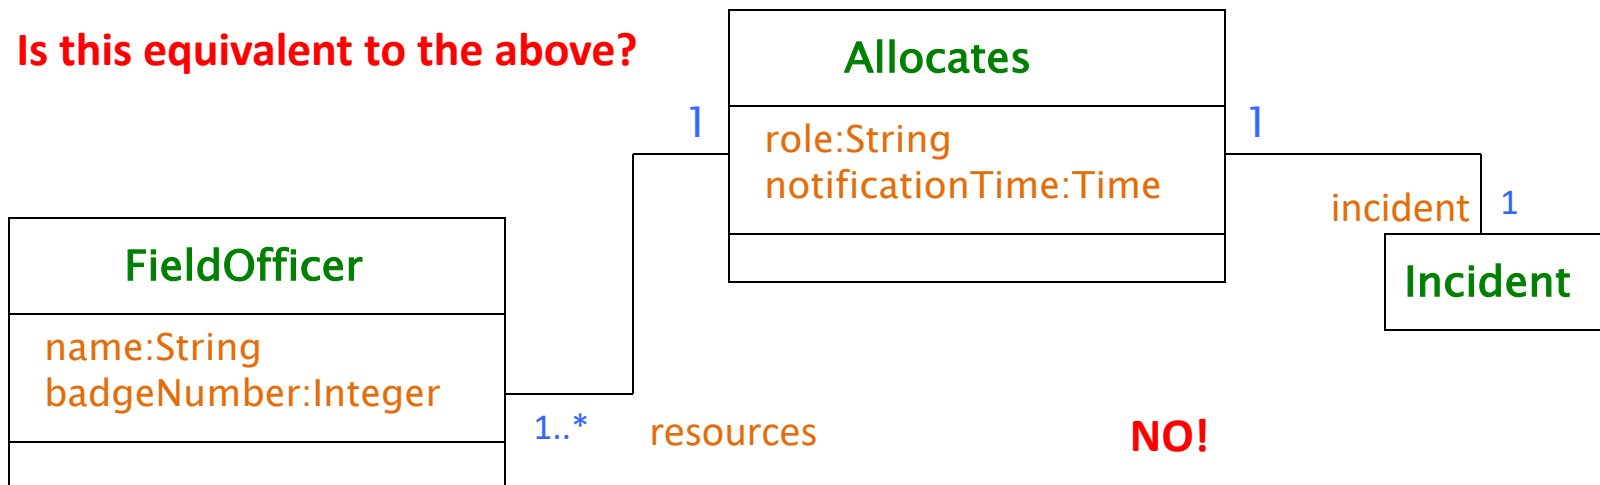 Is this equivalent to the above?
Allocates
1
1
role:String
notificationTime:Time
incident
1
FieldOfficer
Incident
name:String
badgeNumber:Integer
1..*
resources
NO!